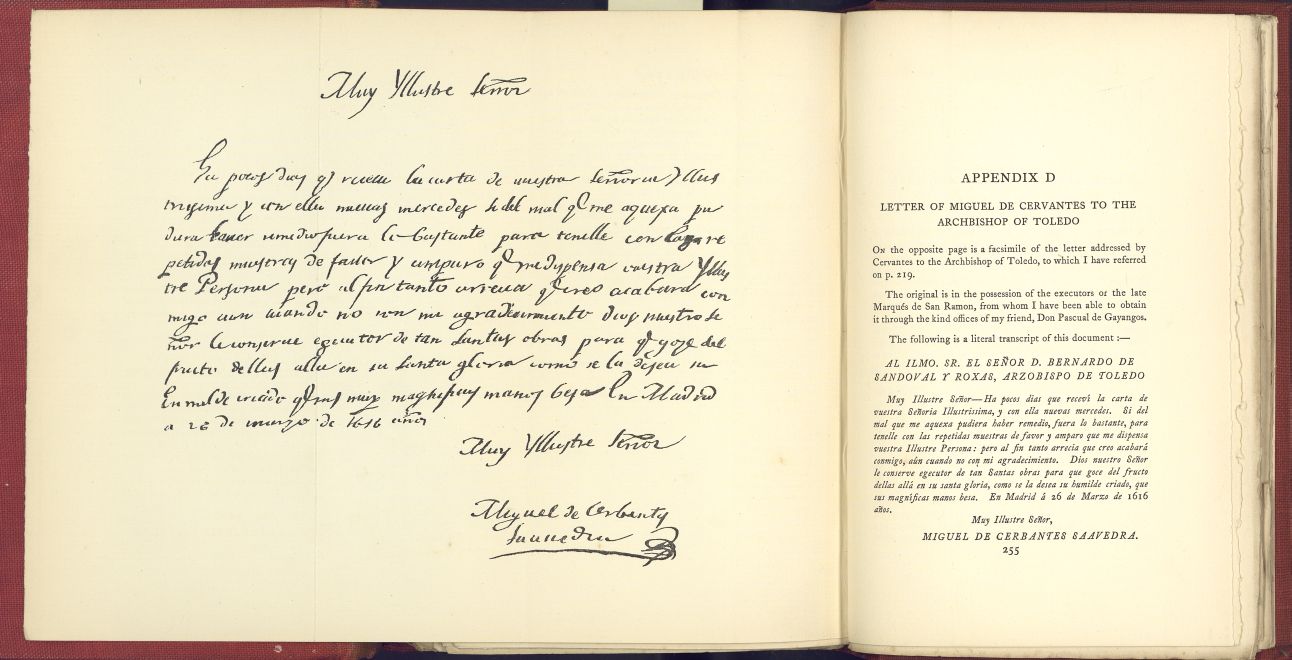 Muy Yllustre Señor
Ha pocos dias q̃ recevi la carta de vuestra Señoria Yllus
trisima y con ella nuevas mercedes si del mal q̃ me aquexa pu
diera haver remedio fuera lo bastante para tenelle con las re
petidas muestras de favor y amparo q̃ me dispensa vuestra Yllus
tre Persona pero al fin tanto arrecia q̃ creo acabará con
migo aun cuando no con mi agradecimiento dios nuestro Se
ñor le conserve egecutor de tan santas obras para q̃ goze del
fructo dellas alla en su santa gloria como se la desea su
humilde criado q̃ sus muy magnificas manos besa En Madrid
a 26 de marzo de 1616 años
Muy Yllustre Señor
Miguel de Cerbantes
Saavedra
APPENDIX D
LETTER OF MIGUEL DE CERVANTES TO THE
ARCHBISHOP OF TOLEDO
ON the opposite page is a facsimile of the letter addressed by
Cervantes to the Archbishop of Toledo, to which I have referred
on p. 219.
The original is in the possession of the executors of the late
Marqués de San Ramon, from whom I have been able to obtain
it through the kind offices of my friend, Don Pascual de Gayangos.
The following is a literal transcript of this document :—
AL ILMO. SR. EL SEÑOR D. BERNARDO DE
SANDOVAL Y ROXAS, ARZOBISPO DE TOLEDO
Muy Illustre Señor—Ha pocos dias que receví la carta de
vuestra Señoria Illustrissima, y con ella nuevas mercedes. Si del
mal que me aquexa pudiera haber remedio, fuera lo bastante, para
tenelle con las repetidas muestras de favor y amparo que me dispensa
vuestra Illustre Persona : pero al fin tanto arrecia que creo acabará
conmigo, aún cuando no con mi agradecimiento. Dios nuestro Señor
le conserve egecutor de tan Santas obras para que goce del fructo
dellas allá en su santa gloria, como se la desea su humilde criado, que
sus magníficas manos besa. En Madrid á 26 de Marzo de 1616
años.
Muy Illustre Señor,
MIGUEL DE CERBANTES SAAVEDRA.
255